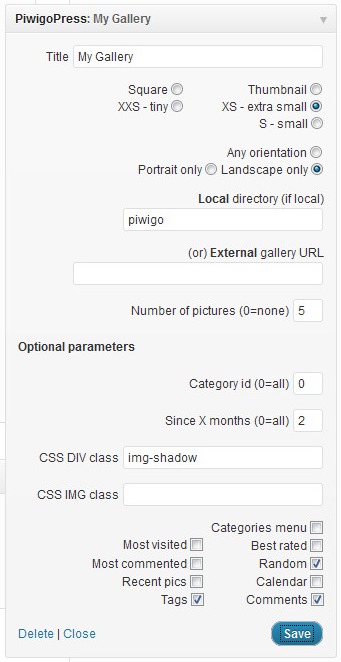 PiwigoPress: My Gallery
Title My Gallery
Square Thumbnail
XXS - tiny XS - extra small
S - small
Any orientation
Portrait only Landscape only
Local directory (if local)
piwigo
(or) External gallery URL
Number of pictures (0=none) 5
Optional parameters
Category id (0=all) 0
Since X months (0=all) 2
CSS DIV class img-shadow
CSS IMG class
Categories menu
Most visited Best rated
Most commented Random
Recent pics Calendar
Tags Comments
Delete | Close Save